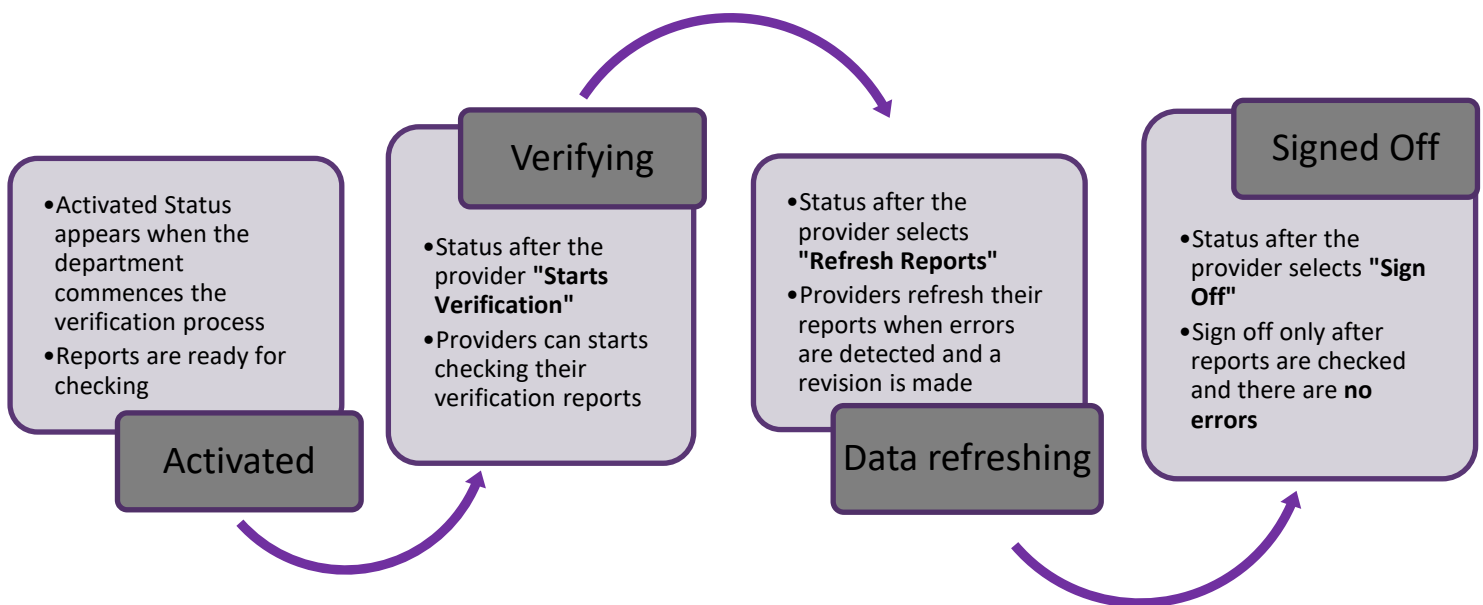 •Activated Status
appears when the
department
commences the
verification process
•Reports are ready for
checking
Activated
Verifying
•Status after the
provider "Starts
Verification"
•Providers can starts
checking their
verification reports
•Status after the
provider selects
"Refresh Reports"
•Providers refresh their
reports when errors
are detected and a
revision is made
Data refreshing
Signed Off
•Status after the
provider selects "Sign
Off"
•Sign off only after
reports are checked
and there are no
errors